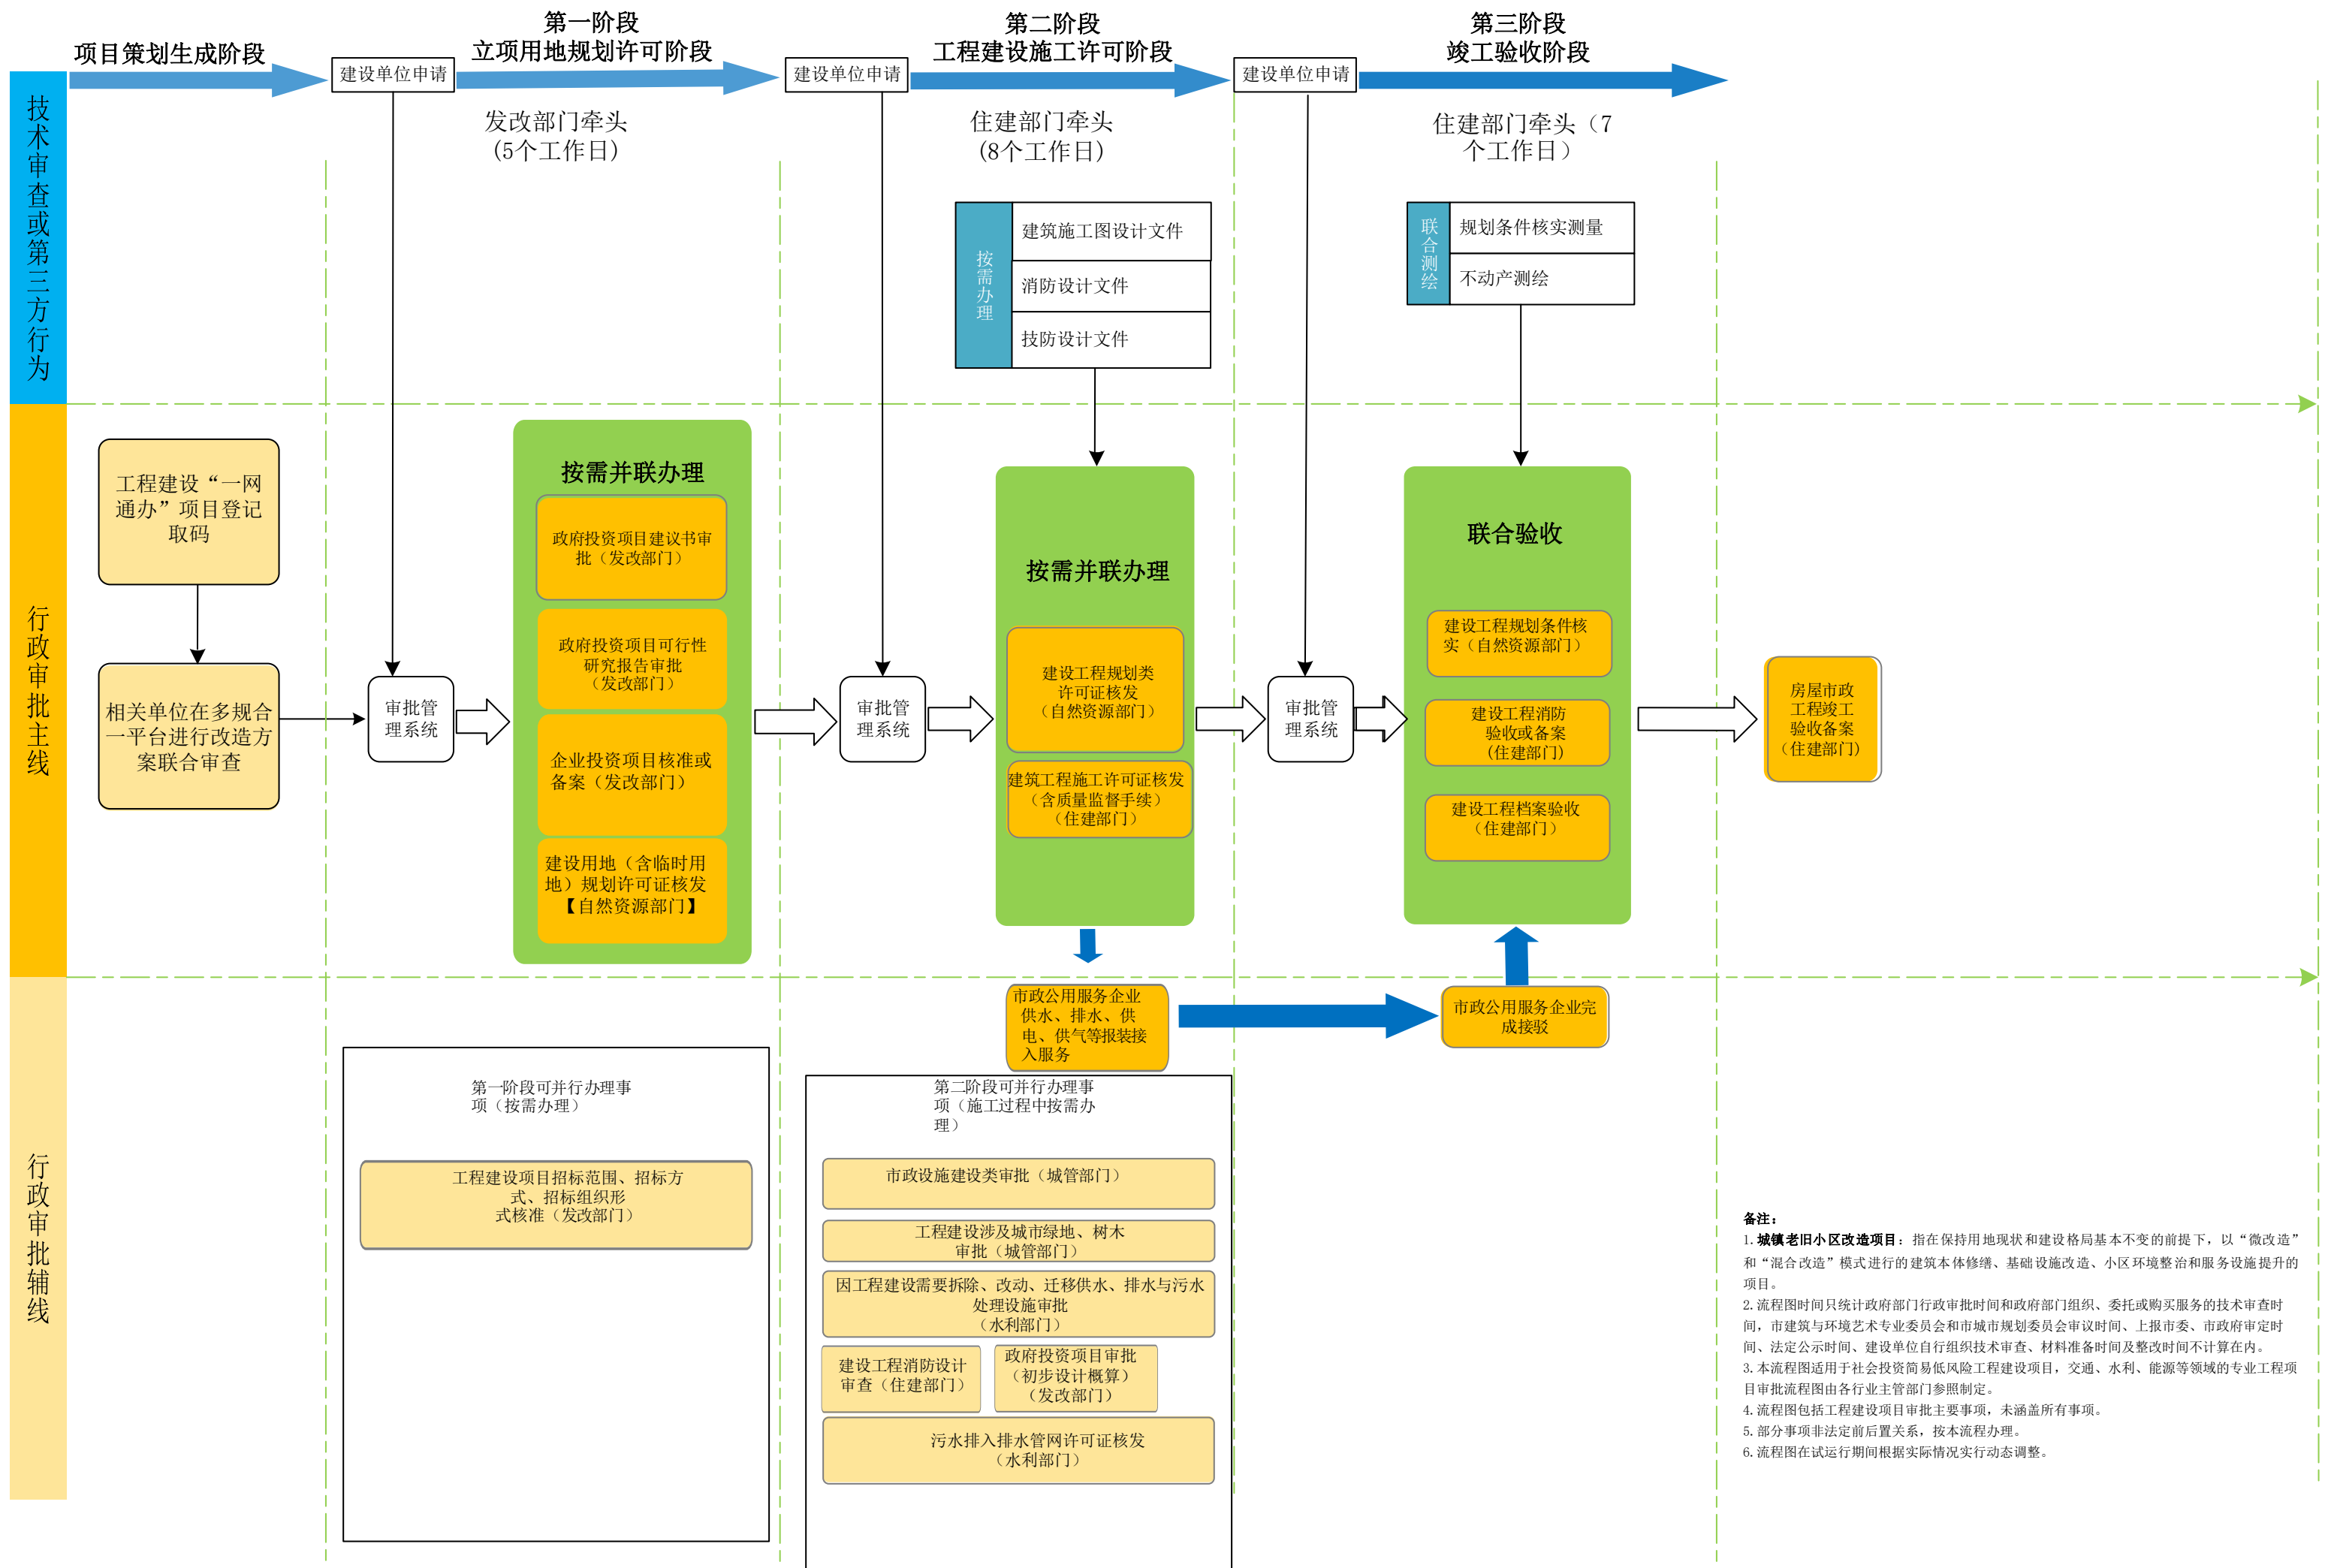 项目策划生成阶段
第一阶段
立项用地规划许可阶段
第二阶段
工程建设施工许可阶段
第三阶段
竣工验收阶段
建设单位申请
建设单位申请
建设单位申请
发改部门牵头
(5个工作日)
住建部门牵头
(8个工作日)
住建部门牵头（7
个工作日）
技术审查或第三方行为
按需办理
建筑施工图设计文件
消防设计文件
技防设计文件
联合测绘
规划条件核实测量
不动产测绘
行政审批主线
工程建设“一网
通办”项目登记
取码
相关单位在多规合
一平台进行改造方
案联合审查
审批管
理系统
按需并联办理
政府投资项目建议书审
批（发改部门）
政府投资项目可行性
研究报告审批
（发改部门）
企业投资项目核准或
备案（发改部门）
建设用地（含临时用
地）规划许可证核发
【自然资源部门】
审批管
理系统
按需并联办理
建设工程规划类
许可证核发
（自然资源部门）
建筑工程施工许可证核发
（含质量监督手续）
（住建部门）
审批管
理系统
联合验收
建设工程规划条件核
实（自然资源部门）
建设工程消防
验收或备案
(住建部门)
建设工程档案验收
（住建部门）
房屋市政
工程竣工
验收备案
（住建部门)
行政审批辅线
市政公用服务企业
供水、排水、供
电、供气等报装接
入服务
市政公用服务企业完
成接驳
第一阶段可并行办理事
项（按需办理）
工程建设项目招标范围、招标方
式、招标组织形
式核准（发改部门）
第二阶段可并行办理事
项（施工过程中按需办
理）
市政设施建设类审批（城管部门）
工程建设涉及城市绿地、树木
审批（城管部门）
因工程建设需要拆除、改动、迁移供水、排水与污水
处理设施审批
（水利部门）
建设工程消防设计
审查（住建部门）
政府投资项目审批
（初步设计概算）
（发改部门）
污水排入排水管网许可证核发
（水利部门）
备注：
1.城镇老旧小区改造项目：指在保持用地现状和建设格局基本不变的前提下，以“微改造”
和“混合改造”模式进行的建筑本体修缮、基础设施改造、小区环境整治和服务设施提升的
项目。
2.流程图时间只统计政府部门行政审批时间和政府部门组织、委托或购买服务的技术审查时
间，市建筑与环境艺术专业委员会和市城市规划委员会审议时间、上报市委、市政府审定时
间、法定公示时间、建设单位自行组织技术审查、材料准备时间及整改时间不计算在内。
3.本流程图适用于社会投资简易低风险工程建设项目，交通、水利、能源等领域的专业工程项
目审批流程图由各行业主管部门参照制定。
4.流程图包括工程建设项目审批主要事项，未涵盖所有事项。
5.部分事项非法定前后置关系，按本流程办理。
6.流程图在试运行期间根据实际情况实行动态调整。